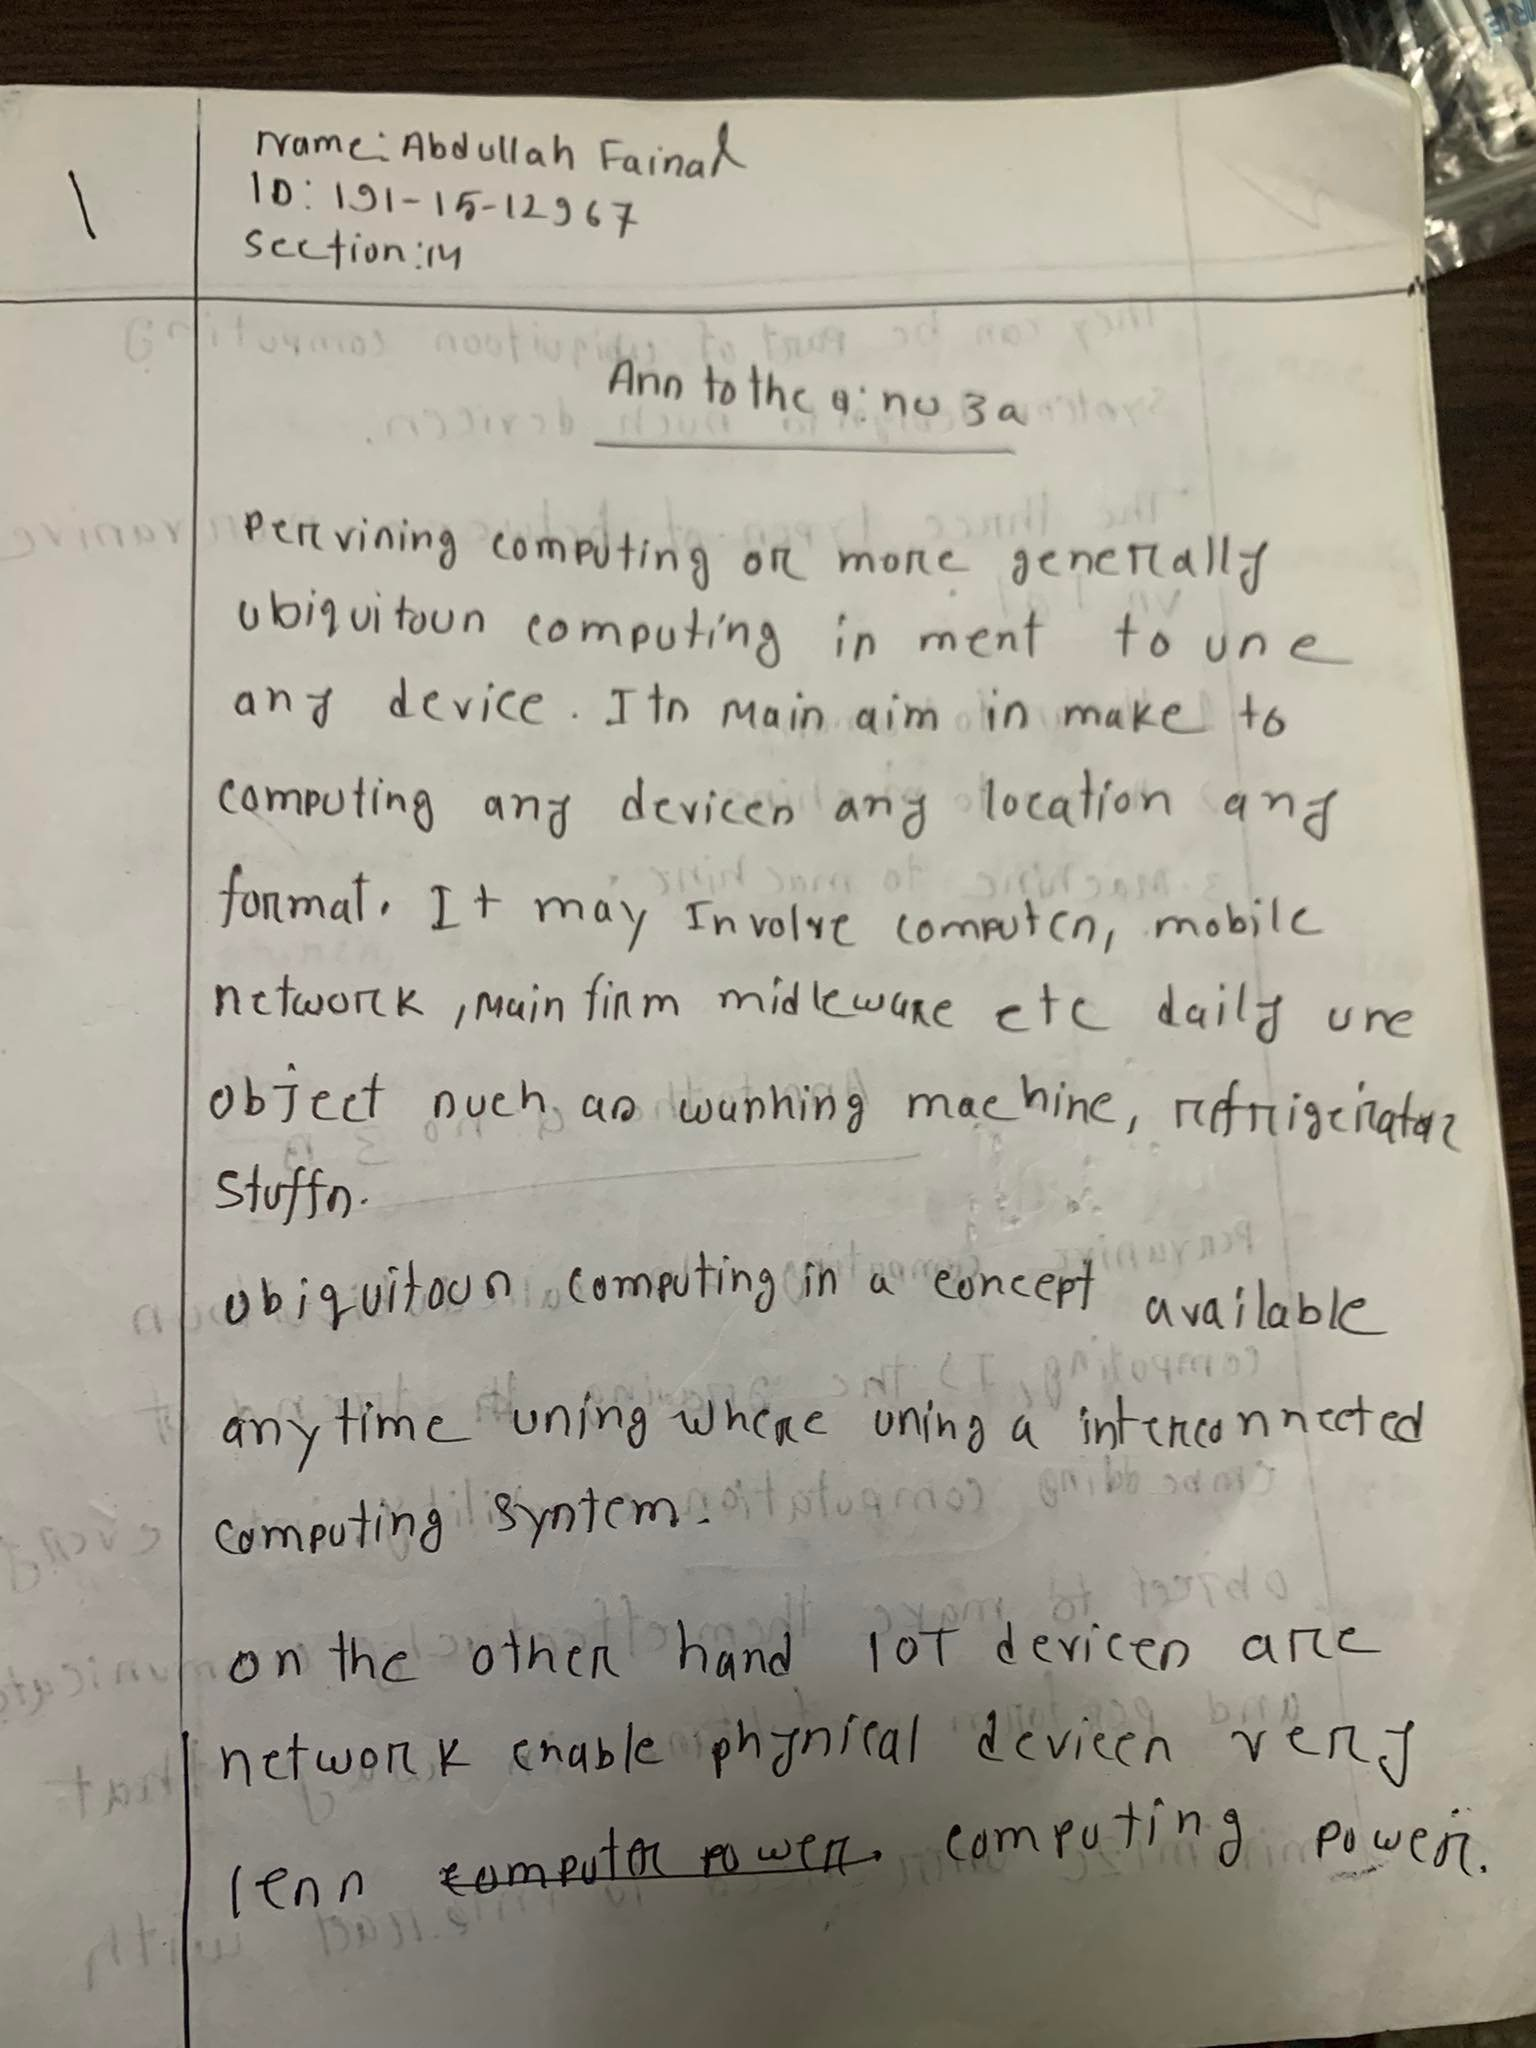 1
Name: Abdullah Faisal
ID: 191-15-12967
Section: M
Ans to the q: no 3a
Pervising computing or more generally
ubiquitous computing is ment to use
any device. Its main aim is make to
computing any devices any location any
format. It may Involve computes, mobile
network, main firm midleware etc daily use
object such as washing machine, refrigerator
stuffs.
ubiquitous computing is a concept available
anytime using where using a interconnected
computing system.
on the other hand IOT devices are
network enable physical devices very
less computer power. computing power.